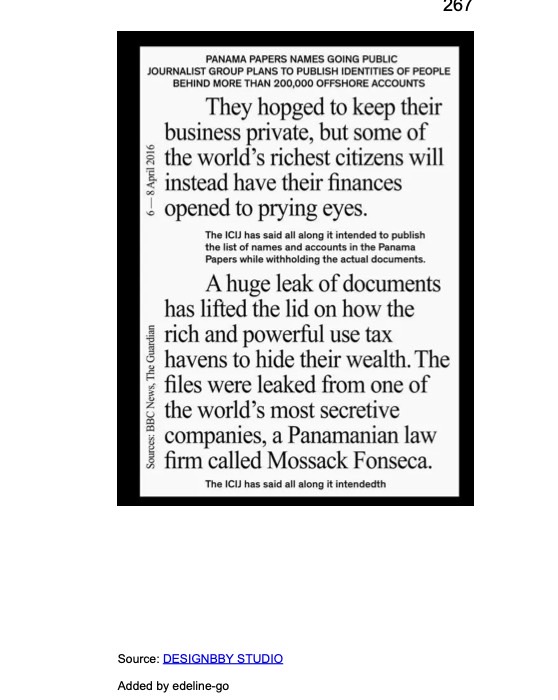 267
PANAMA PAPERS NAMES GOING PUBLIC
JOURNALIST GROUP PLANS TO PUBLISH IDENTITIES OF PEOPLE
BEHIND MORE THAN 200,000 OFFSHORE ACCOUNTS
They hopged to keep their
business private, but some of
the world’s richest citizens will
instead have their finances
opened to prying eyes.
6 — 8 April 2016
The ICIJ has said all along it intended to publish
the list of names and accounts in the Panama
Papers while withholding the actual documents.
A huge leak of documents
has lifted the lid on how the
rich and powerful use tax
havens to hide their wealth. The
files were leaked from one of
the world’s most secretive
companies, a Panamanian law
firm called Mossack Fonseca.
Sources: BBC News, The Guardian
The ICIJ has said all along it intendedth
Source: DESIGNBBY STUDIO
Added by edeline-go